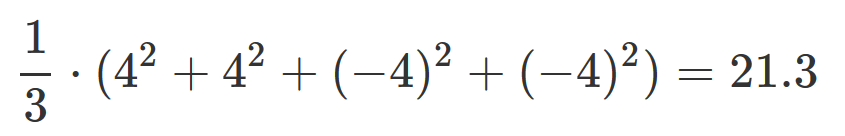 1/3 · (4² + 4² + (−4)² + (−4)²) = 21.3